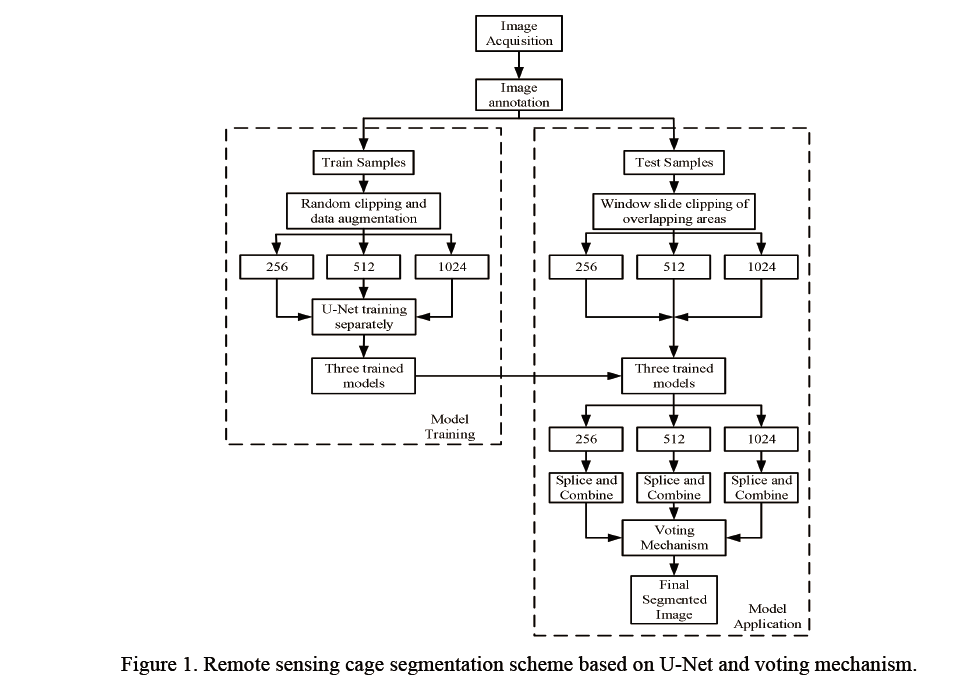 Image
Acquisition
Image
annotation
Train Samples
Random clipping and
data augmentation
256
512
1024
U-Net training
separately
Three trained
models
Model
Training
Test Samples
Window slide clipping of
overlapping areas
256
512
1024
Three trained
models
256
512
1024
Splice and
Combine
Splice and
Combine
Splice and
Combine
Voting
Mechanism
Final
Segmented
Image
Model
Application
Figure 1. Remote sensing cage segmentation scheme based on U-Net and voting mechanism.